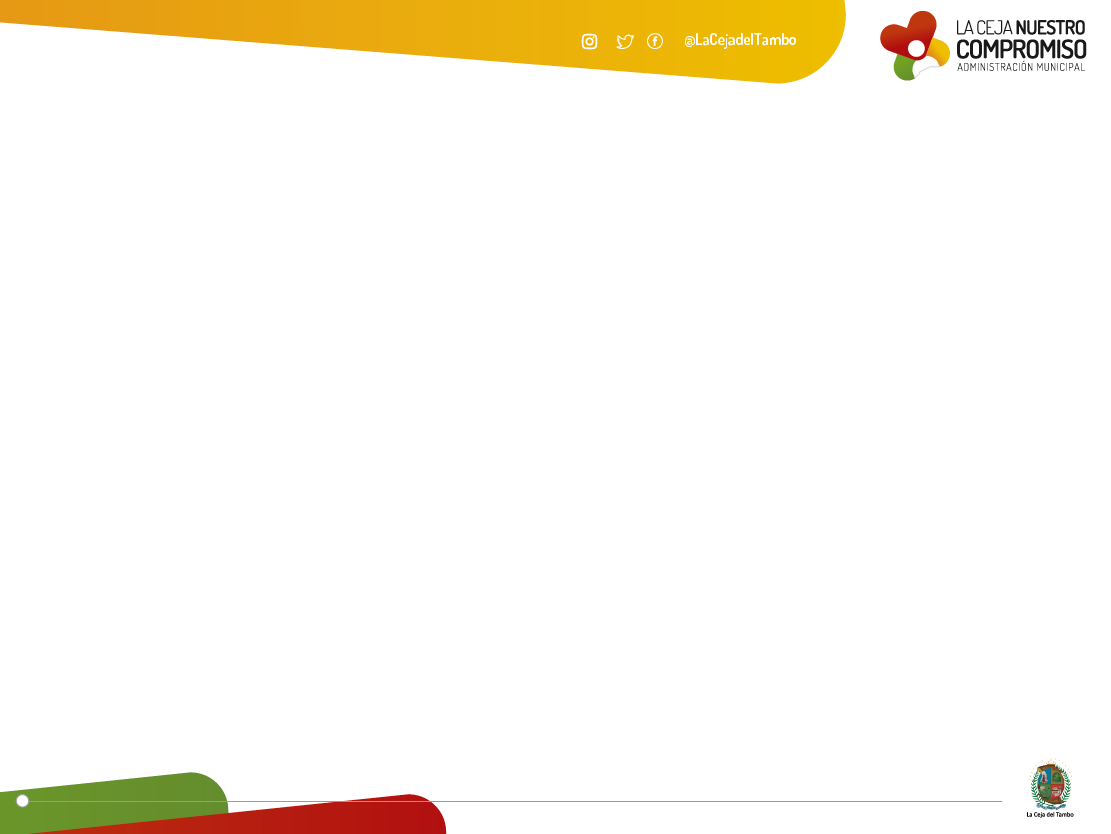 @LaCejadelTambo
LA CEJA NUESTRO
COMPROMISO
ADMINISTRACIÓN MUNICIPAL
La Ceja del Tambo